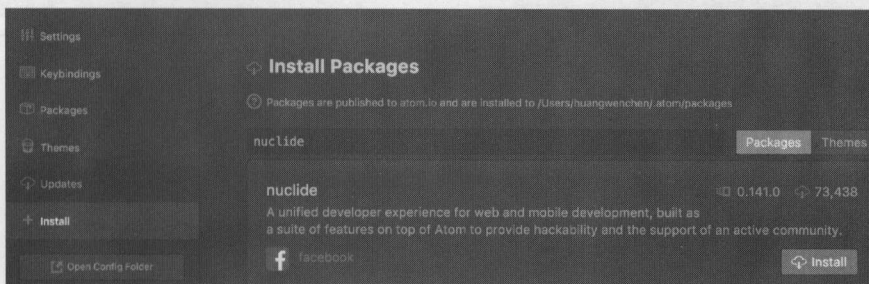 Settings
Keybindings
Packages
Themes
Updates
+ Install
Open Config Folder
Install Packages
? Packages are published to atom.io and are installed to /Users/huangwenchen/.atom/packages
nuclide
Packages Themes
nuclide
0.141.0 73,438
A unified developer experience for web and mobile development, built as
a suite of features on top of Atom to provide hackability and the support of an active community.
f facebook
Install